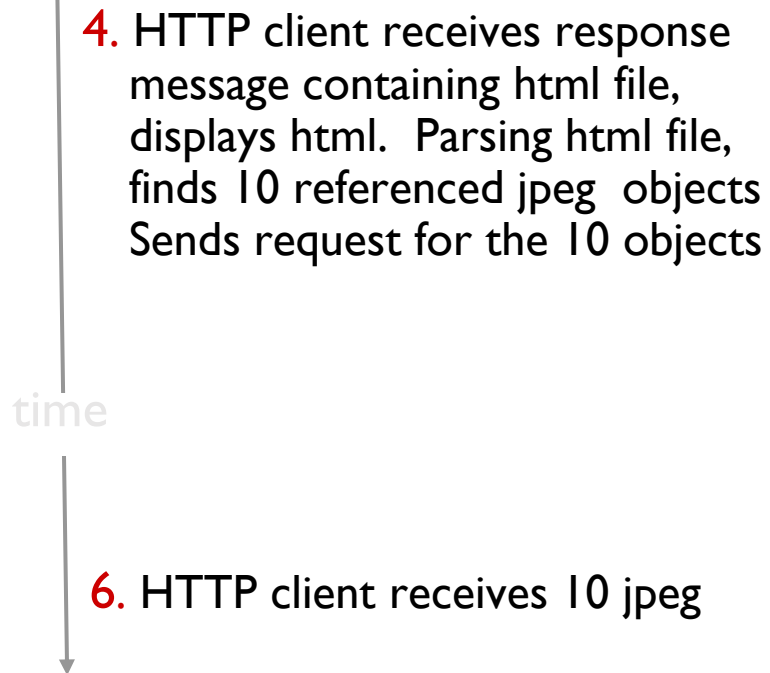 4. HTTP client receives response
message containing html file,
displays html.  Parsing html file,
finds 10 referenced jpeg  objects
Sends request for the 10 objects
time
6. HTTP client receives 10 jpeg